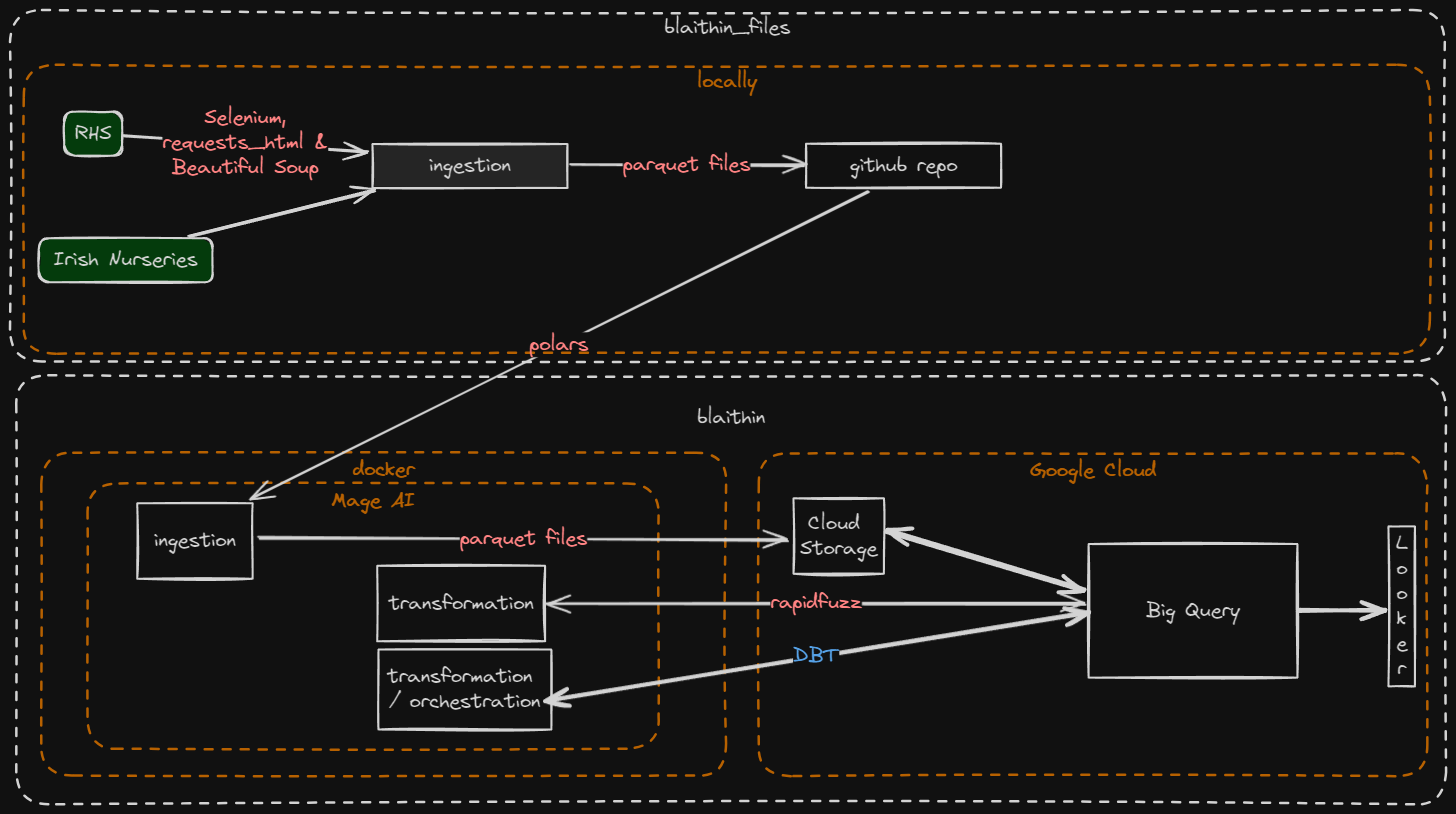 blaithin_files
locally
RHS
Selenium,
requests_html &
Beautiful Soup
ingestion
parquet files
github repo
Irish Nurseries
polars
blaithin
docker
Google Cloud
Mage AI
ingestion
parquet files
Cloud
Storage
transformation
rapidfuzz
Big Query
L
o
o
k
e
r
DBT
transformation
/ orchestration